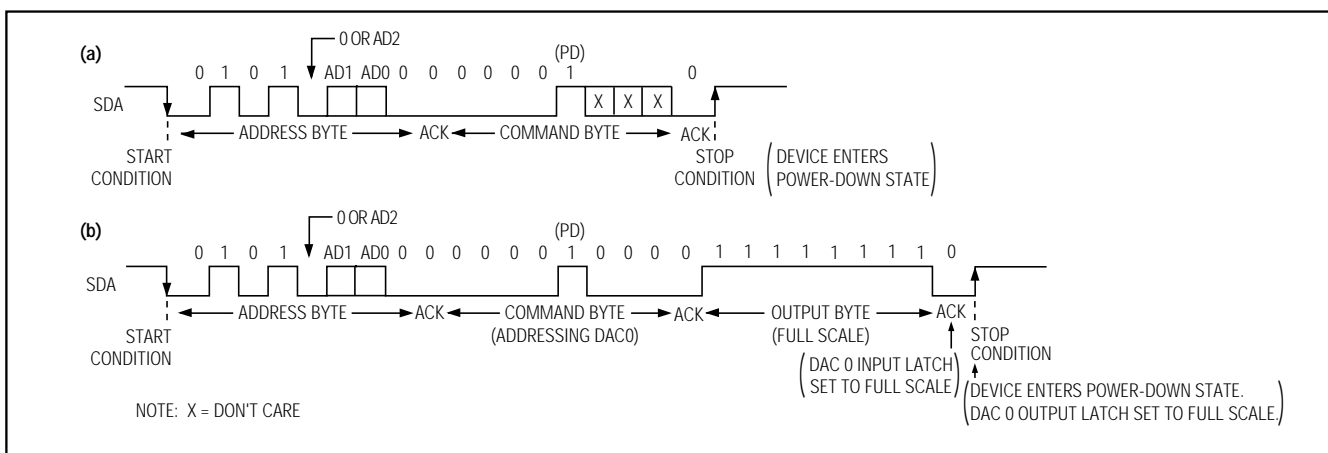 (a)
0 OR AD2
0 1 0 1 AD1 AD0 0 0 0 0 0 0 (PD) 1 0
SDA X X X
ADDRESS BYTE ACK COMMAND BYTE ACK
START CONDITION
STOP CONDITION
(DEVICE ENTERS POWER-DOWN STATE)
(b)
0 OR AD2
0 1 0 1 AD1 AD0 0 0 0 0 0 0 (PD) 1 0 0 0 0 1 1 1 1 1 1 1 1 0
SDA
ADDRESS BYTE ACK COMMAND BYTE ACK OUTPUT BYTE ACK
(ADDRESSING DAC0) (FULL SCALE)
START CONDITION
STOP CONDITION
(DAC 0 INPUT LATCH SET TO FULL SCALE)
(DEVICE ENTERS POWER-DOWN STATE. DAC 0 OUTPUT LATCH SET TO FULL SCALE.)
NOTE: X = DON'T CARE